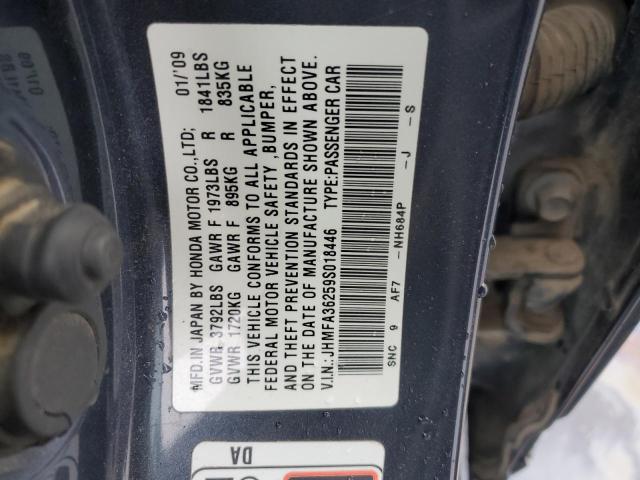 MFD.IN JAPAN BY HONDA MOTOR CO.,LTD; 01/'09
GVWR 3792LBS GAWR F 1973LBS R 1841LBS
GVWR 1720KG GAWR F 895KG R 835KG
THIS VEHICLE CONFORMS TO ALL APPLICABLE
FEDERAL MOTOR VEHICLE SAFETY ,BUMPER,
AND THEFT PREVENTION STANDARDS IN EFFECT
ON THE DATE OF MANUFACTURE SHOWN ABOVE.
V.I.N.:JHMFA36259S018446 TYPE:PASSENGER CAR
SNC 9 AF7 -NH684P -J -S
DA